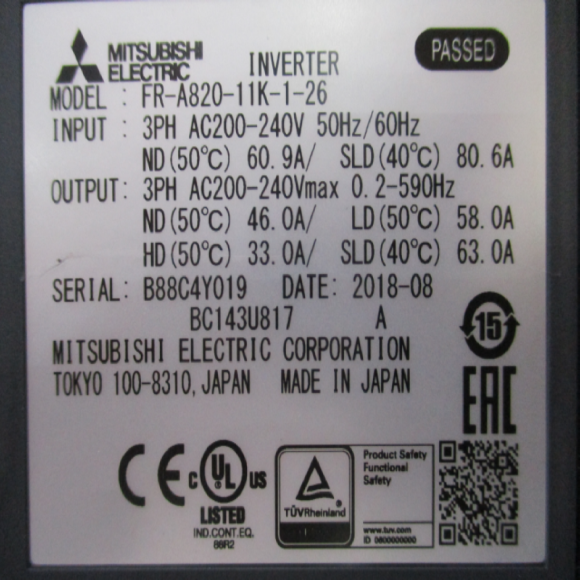 MITSUBISHI
ELECTRIC
INVERTER
PASSED
MODEL : FR-A820-11K-1-26
INPUT : 3PH AC200-240V 50Hz/60Hz
ND(50℃) 60.9A/ SLD(40℃) 80.6A
OUTPUT: 3PH AC200-240Vmax 0.2-590Hz
ND(50℃) 46.0A/ LD(50℃) 58.0A
HD(50℃) 33.0A/ SLD(40℃) 63.0A
SERIAL: B88C4Y019 DATE: 2018-08
BC143U817 A
MITSUBISHI ELECTRIC CORPORATION
TOKYO 100-8310, JAPAN MADE IN JAPAN
15
EAC
CE
C UL US
LISTED
IND.CONT.EQ.
88R2
TÜVRheinland
Product Safety
Functional
Safety
www.tuv.com
ID 0600000000